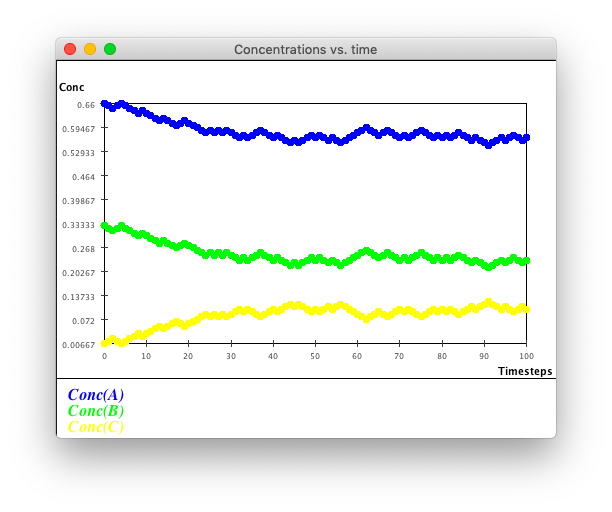 Concentrations vs. time
Conc
0.66
0.59467
0.52933
0.464
0.39867
0.33333
0.268
0.20267
0.13733
0.072
0.00667
0 10 20 30 40 50 60 70 80 90 100
Timesteps
Conc(A)
Conc(B)
Conc(C)